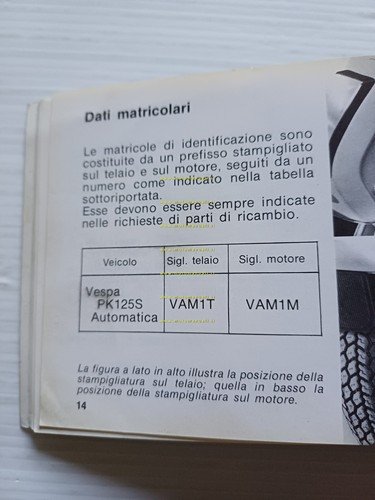 Dati matricolari
Le matricole di identificazione sono
costituite da un prefisso stampigliato
sul telaio e sul motore, seguiti da un
numero come indicato nella tabella
sottoriportata.
Esse devono essere sempre indicate
nelle richieste di parti di ricambio.
Veicolo Sigl. telaio Sigl. motore
Vespa
PK125S VAM1T VAM1M
Automatica
La figura a lato in alto illustra la posizione della
stampigliatura sul telaio; quella in basso la
posizione della stampigliatura sul motore.
14